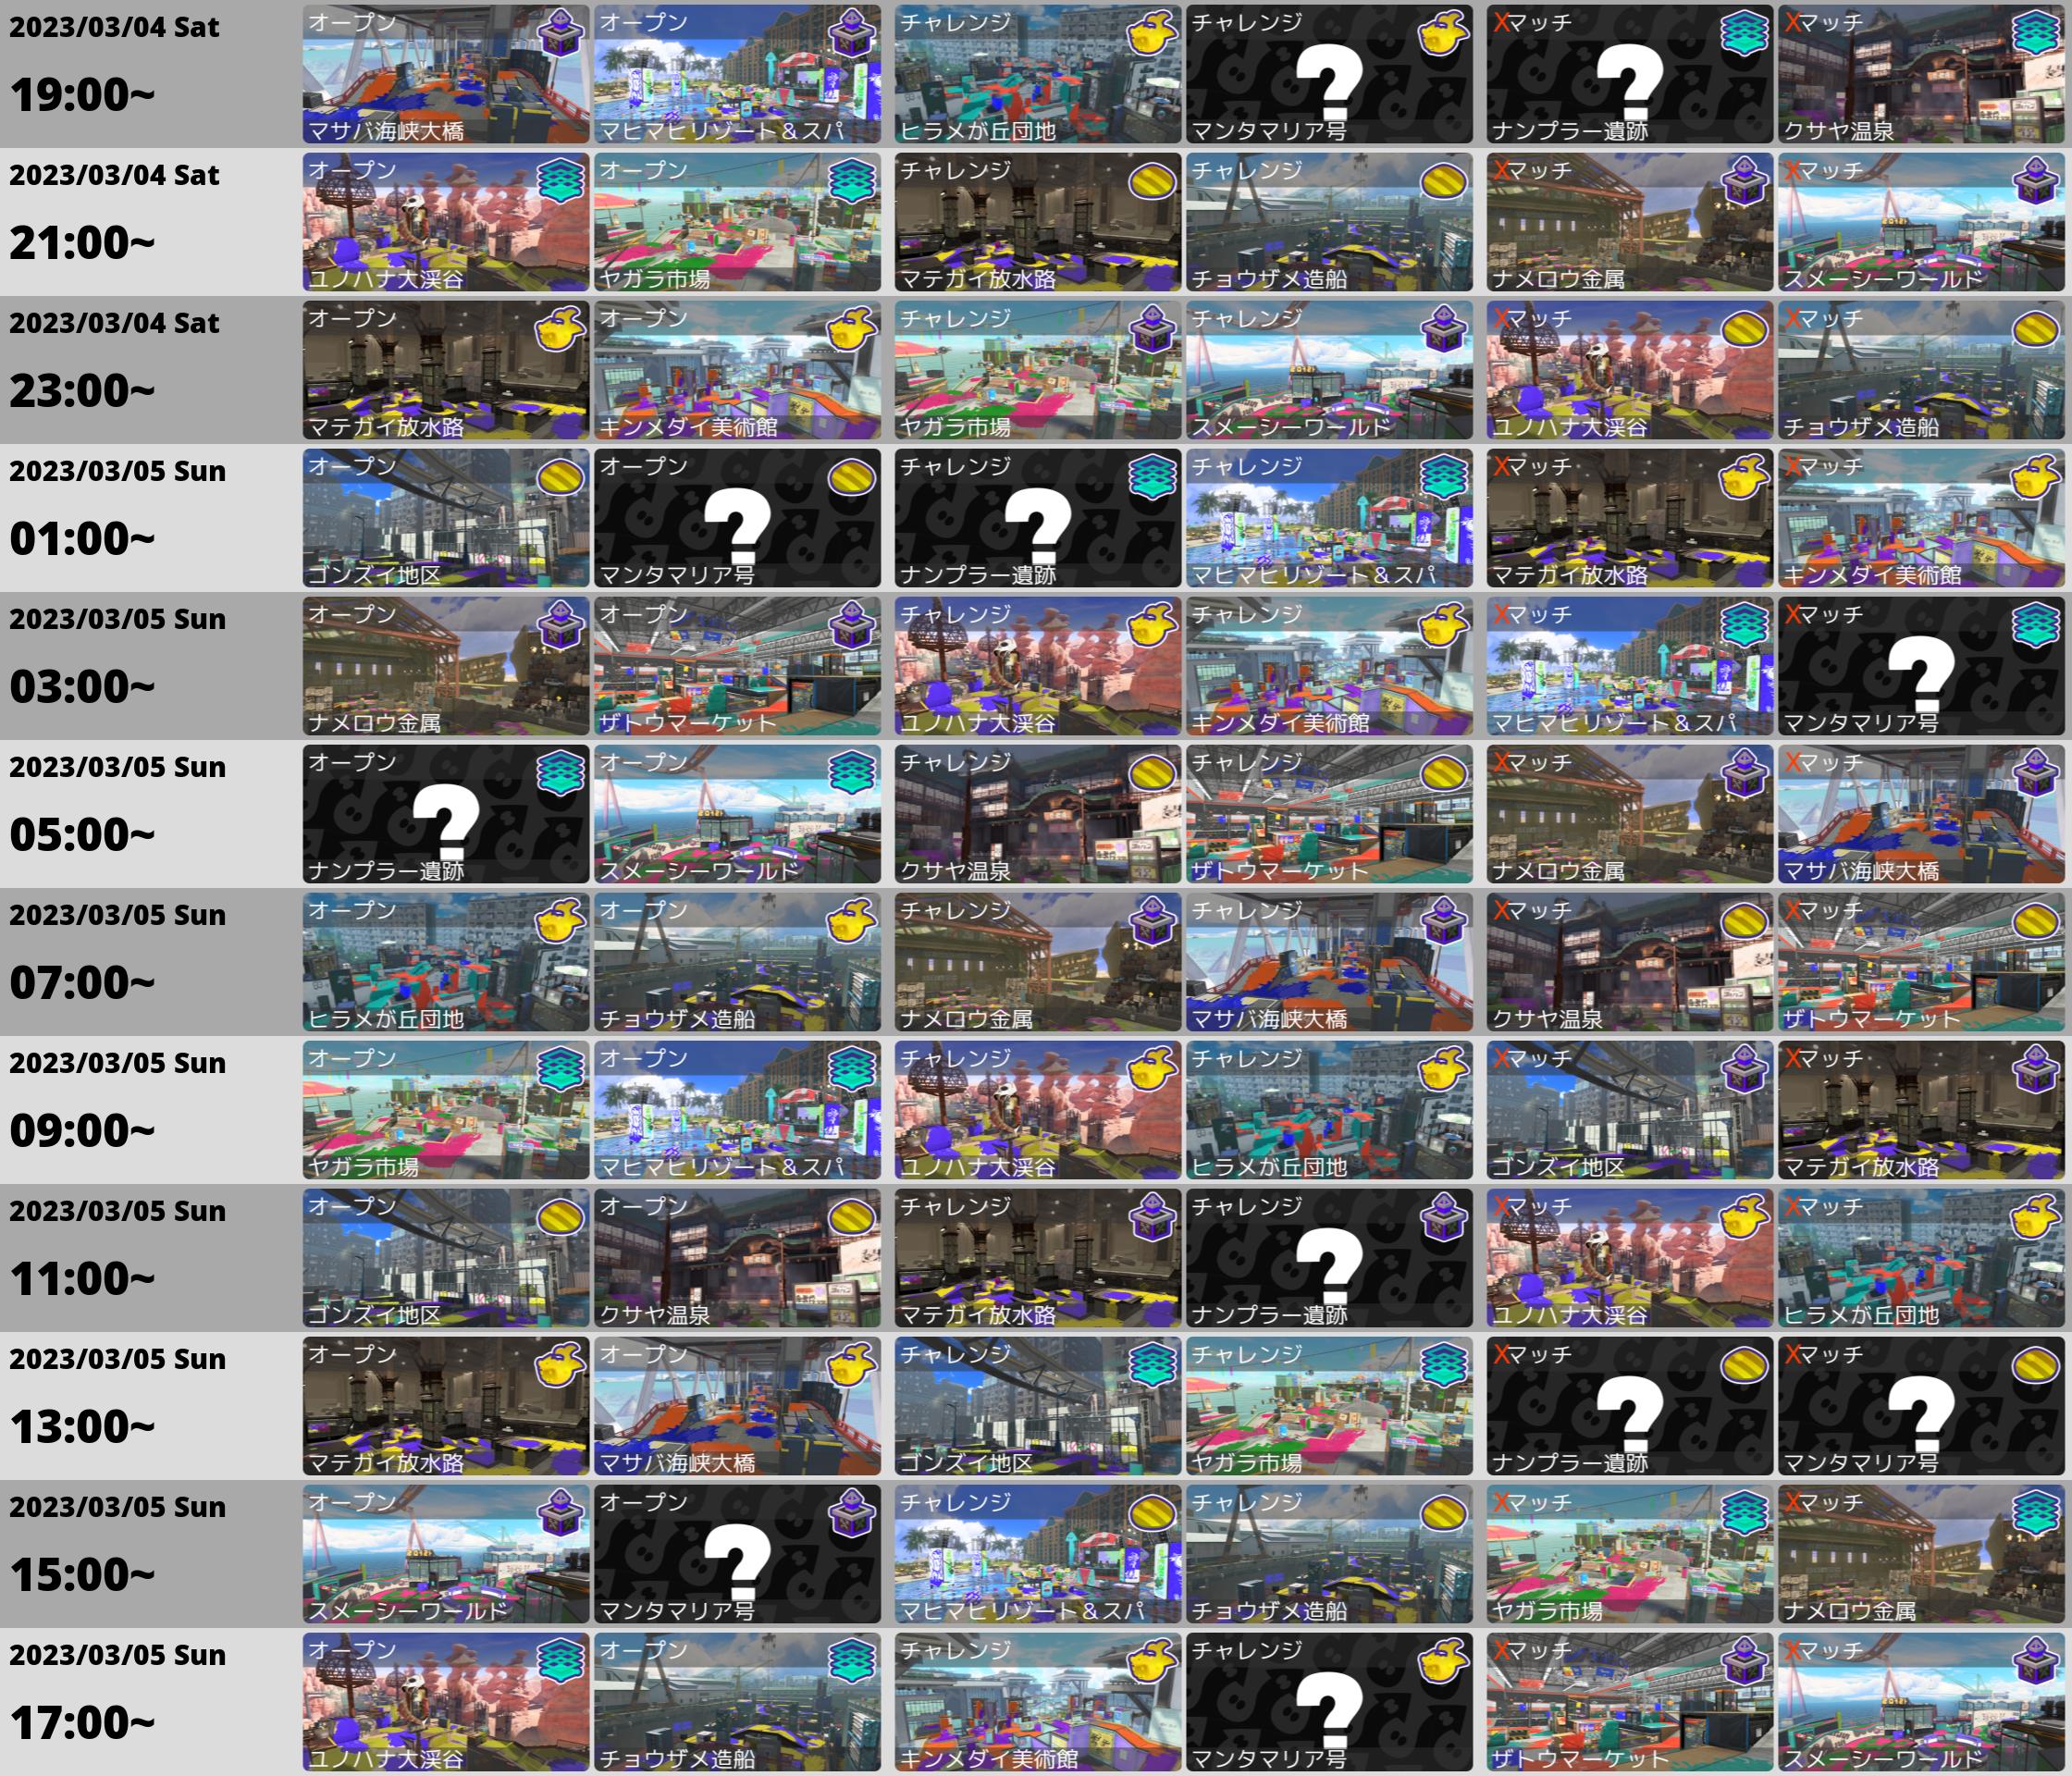 2023/03/04 Sat
19:00~
オープン
マサバ海峡大橋
オープン
マヒマヒリゾート＆スパ
チャレンジ
ヒラメが丘団地
チャレンジ
マンタマリア号
Xマッチ
ナンプラー遺跡
Xマッチ
クサヤ温泉
2023/03/04 Sat
21:00~
オープン
ユノハナ大渓谷
オープン
ヤガラ市場
チャレンジ
マテガイ放水路
チャレンジ
チョウザメ造船
Xマッチ
ナメロウ金属
Xマッチ
スメーシーワールド
2023/03/04 Sat
23:00~
オープン
マテガイ放水路
オープン
キンメダイ美術館
チャレンジ
ヤガラ市場
チャレンジ
スメーシーワールド
Xマッチ
ユノハナ大渓谷
Xマッチ
チョウザメ造船
2023/03/05 Sun
01:00~
オープン
ゴンズイ地区
オープン
マンタマリア号
チャレンジ
ナンプラー遺跡
チャレンジ
マヒマヒリゾート＆スパ
Xマッチ
マテガイ放水路
Xマッチ
キンメダイ美術館
2023/03/05 Sun
03:00~
オープン
ナメロウ金属
オープン
ザトウマーケット
チャレンジ
ユノハナ大渓谷
チャレンジ
キンメダイ美術館
Xマッチ
マヒマヒリゾート＆スパ
Xマッチ
マンタマリア号
2023/03/05 Sun
05:00~
オープン
ナンプラー遺跡
オープン
スメーシーワールド
チャレンジ
クサヤ温泉
チャレンジ
ザトウマーケット
Xマッチ
ナメロウ金属
Xマッチ
マサバ海峡大橋
2023/03/05 Sun
07:00~
オープン
ヒラメが丘団地
オープン
チョウザメ造船
チャレンジ
ナメロウ金属
チャレンジ
マサバ海峡大橋
Xマッチ
クサヤ温泉
Xマッチ
ザトウマーケット
2023/03/05 Sun
09:00~
オープン
ヤガラ市場
オープン
マヒマヒリゾート＆スパ
チャレンジ
ユノハナ大渓谷
チャレンジ
ヒラメが丘団地
Xマッチ
ゴンズイ地区
Xマッチ
マテガイ放水路
2023/03/05 Sun
11:00~
オープン
ゴンズイ地区
オープン
クサヤ温泉
チャレンジ
マテガイ放水路
チャレンジ
ナンプラー遺跡
Xマッチ
ユノハナ大渓谷
Xマッチ
ヒラメが丘団地
2023/03/05 Sun
13:00~
オープン
マテガイ放水路
オープン
マサバ海峡大橋
チャレンジ
ゴンズイ地区
チャレンジ
ヤガラ市場
Xマッチ
ナンプラー遺跡
Xマッチ
マンタマリア号
2023/03/05 Sun
15:00~
オープン
スメーシーワールド
オープン
マンタマリア号
チャレンジ
マヒマヒリゾート＆スパ
チャレンジ
チョウザメ造船
Xマッチ
ヤガラ市場
Xマッチ
ナメロウ金属
2023/03/05 Sun
17:00~
オープン
ユノハナ大渓谷
オープン
チョウザメ造船
チャレンジ
キンメダイ美術館
チャレンジ
マンタマリア号
Xマッチ
ザトウマーケット
Xマッチ
スメーシーワールド